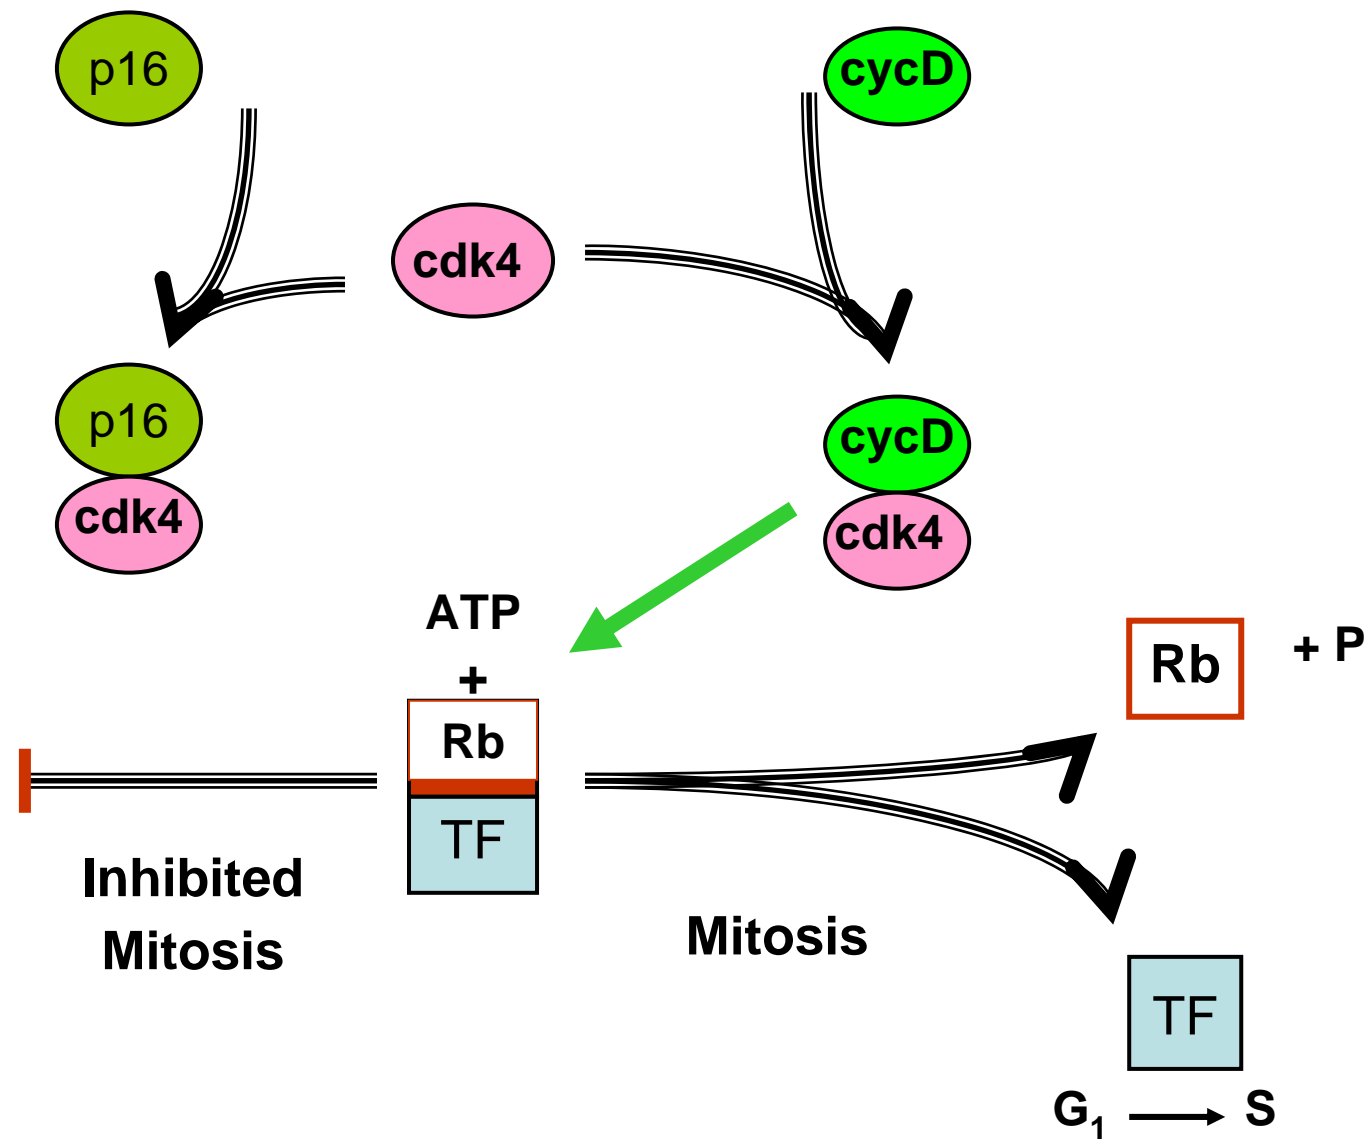 p16
cycD
cdk4
p16
cdk4
cycD
cdk4
ATP
+
Rb
TF
Rb
+ P
Inhibited
Mitosis
Mitosis
TF
G₁ → S